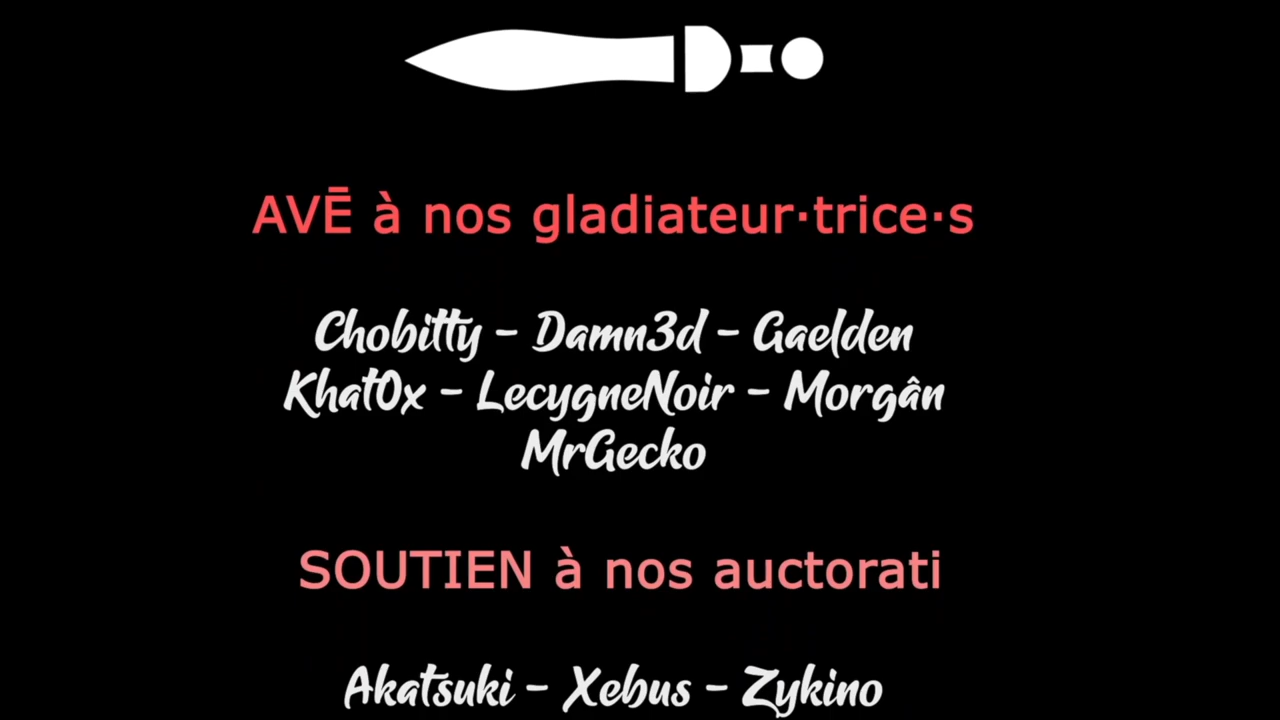 AVĒ à nos gladiateur·trice·s
Chobitty - Damn3d - Gaelden
Khat0x - LecygneNoir - Morgân
MrGecko
SOUTIEN à nos auctorati
Akatsuki - Xebus - Zykino